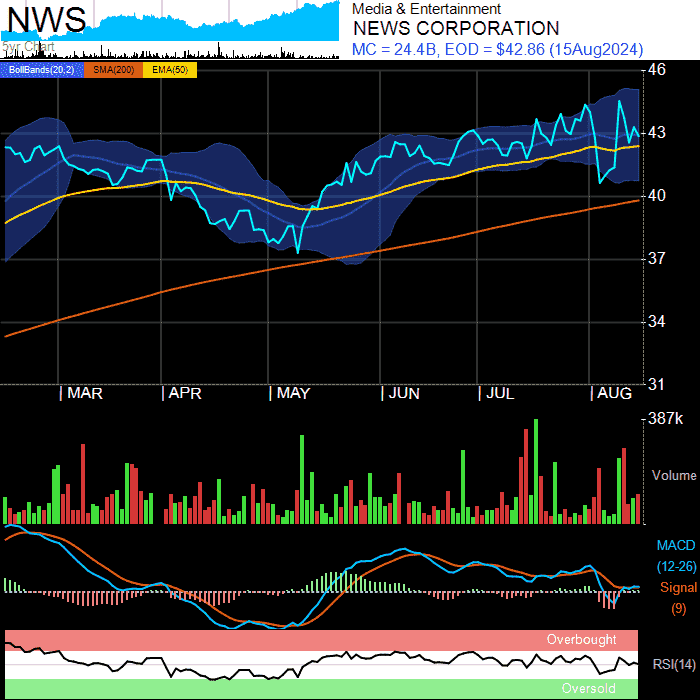 NWS
5yr Chart
Media & Entertainment
NEWS CORPORATION
MC = 24.4B, EOD = $42.86 (15Aug2024)
BollBands(20,2) SMA(200) EMA(50)
46
43
40
37
34
31
MAR APR MAY JUN JUL AUG
387k
Volume
MACD
(12-26)
Signal
(9)
Overbought
RSI(14)
Oversold